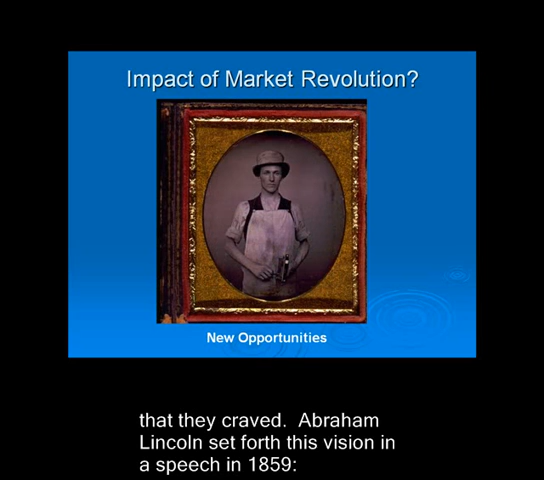 Impact of Market Revolution?
New Opportunities
that they craved.  Abraham
Lincoln set forth this vision in
a speech in 1859: